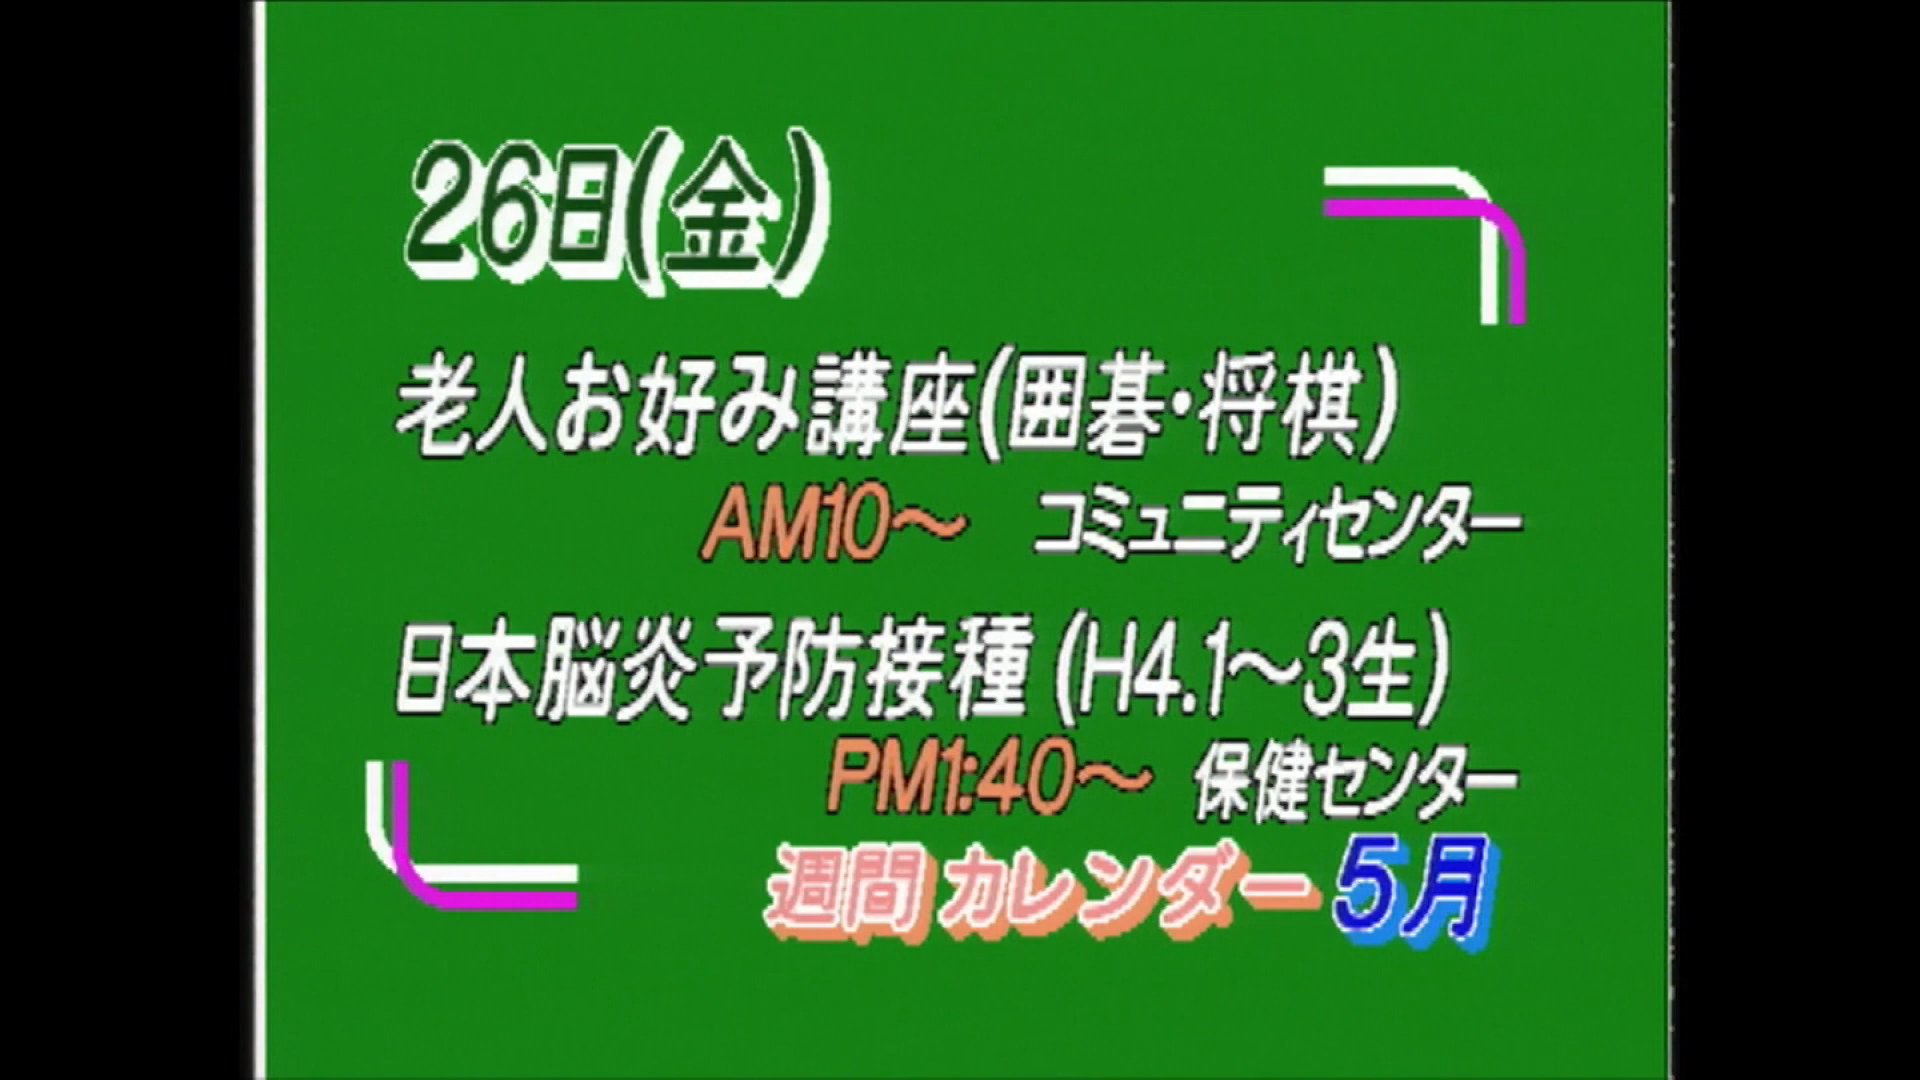 26日(金)
老人お好み講座(囲碁・将棋)
AM10～ コミュニティセンター
日本脳炎予防接種(H4.1～3生)
PM1:40～ 保健センター
週間カレンダー5月